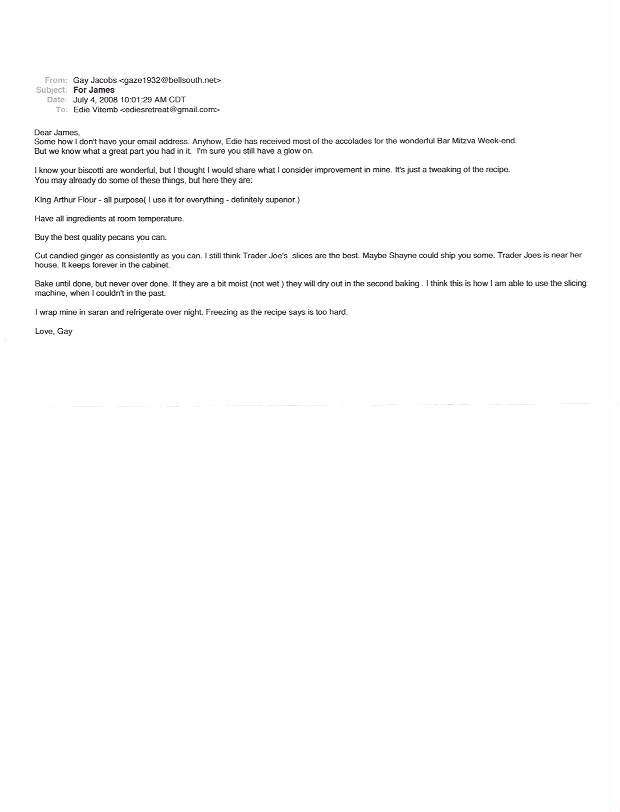 From: Gay Jacobs <gaze1932@bellsouth.net>
Subject: For James
Date: July 4, 2008 10:01:29 AM CDT
To: Edie Vitemb <ediesretreat@gmail.com>
Dear James,
Some how I don't have your email address. Anyhow, Edie has received most of the accolades for the wonderful Bar Mitzva Week-end.
But we know what a great part you had in it. I'm sure you still have a glow on.
I know your biscotti are wonderful, but I thought I would share what I consider improvement in mine. It's just a tweaking of the recipe.
You may already do some of these things, but here they are:
KIng Arthur Flour - all purpose( I use it for everything - definitely superior.)
Have all ingredients at room temperature.
Buy the best quality pecans you can.
Cut candied ginger as consistently as you can. I still think Trader Joe's slices are the best. Maybe Shayne could ship you some. Trader Joes is near her
house. It keeps forever in the cabinet.
Bake until done, but never over done. If they are a bit moist (not wet ) they will dry out in the second baking . I think this is how I am able to use the slicing
machine, when I couldn't in the past.
I wrap mine in saran and refrigerate over night. Freezing as the recipe says is too hard.
Love, Gay